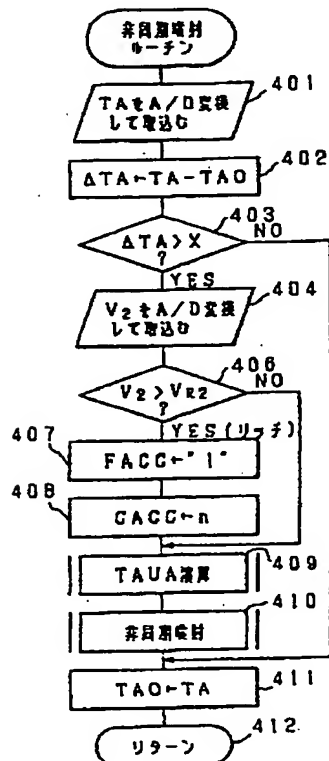 非同期噴射
ルーチン
401
TAをA/D変換
して取込む
402
ΔTA←TA-TAO
403
ΔTA>X
?
NO
YES
404
V2をA/D変換
して取込む
406
V2>VR2
?
NO
YES(リッチ)
407
FACC←"1"
408
CACC←n
409
TAUA演算
410
非同期噴射
TAO←TA
411
リターン
412